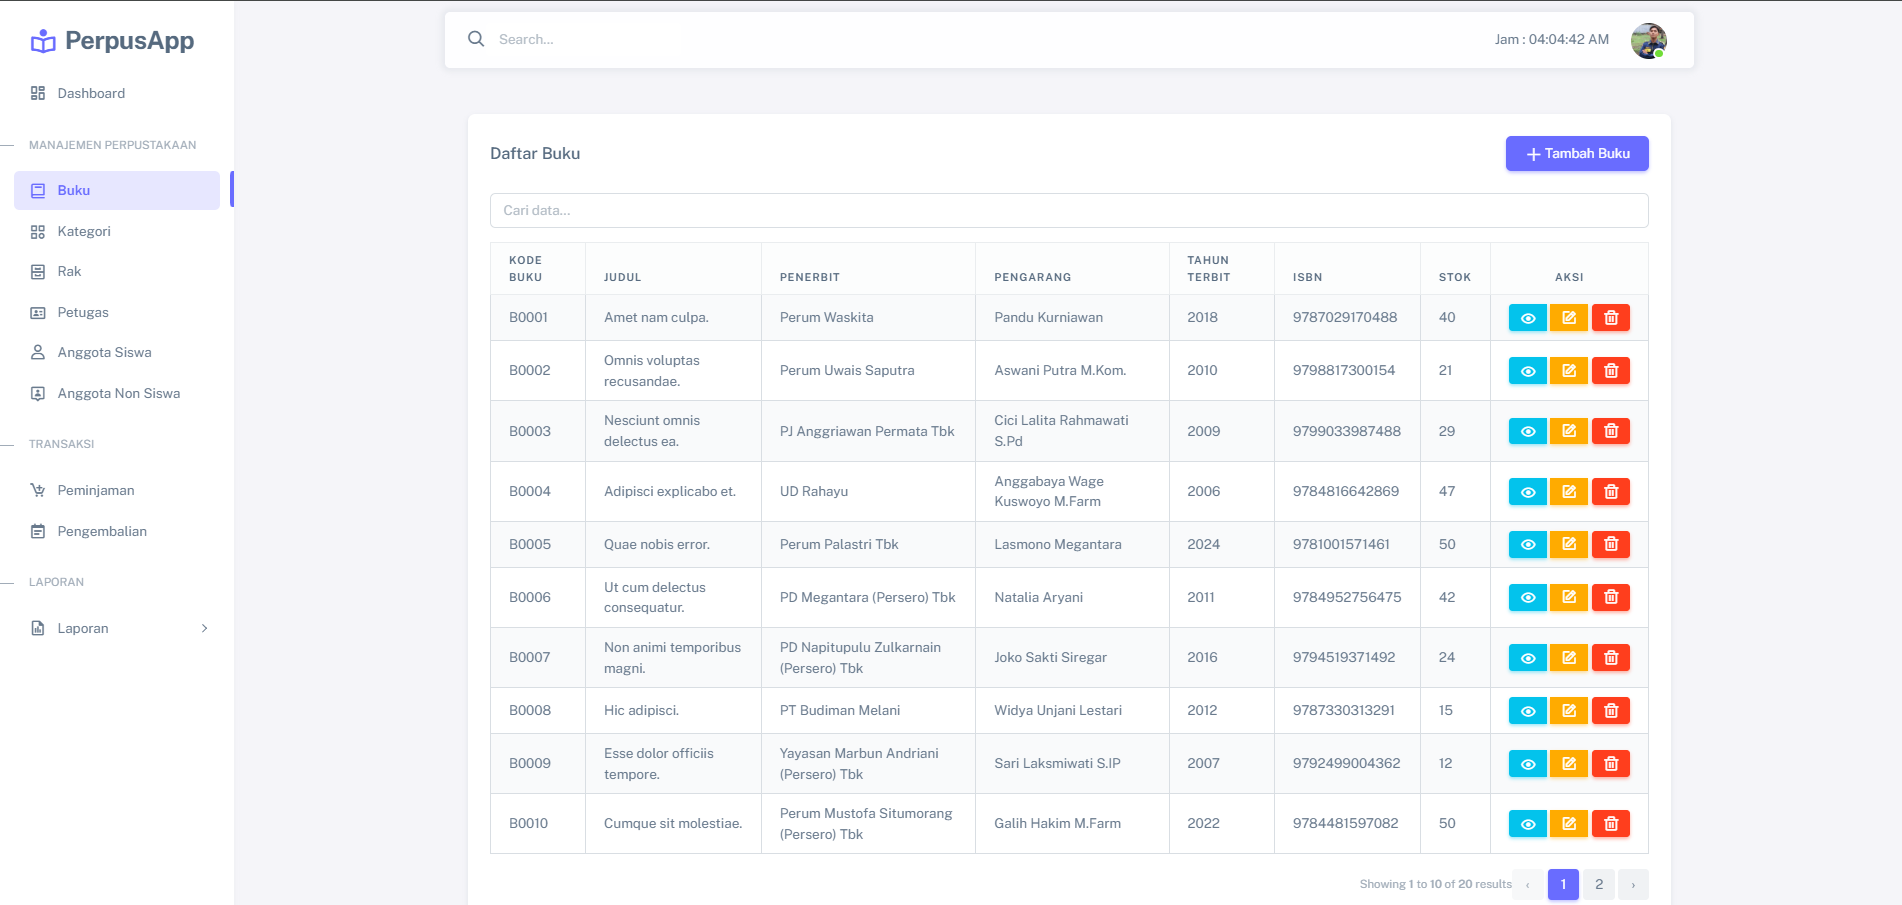 PerpusApp
Dashboard
MANAJEMEN PERPUSTAKAAN
Buku
Kategori
Rak
Petugas
Anggota Siswa
Anggota Non Siswa
TRANSAKSI
Peminjaman
Pengembalian
LAPORAN
Laporan
Search...
Jam : 04:04:42 AM
Daftar Buku
Tambah Buku
Cari data...
KODE BUKU JUDUL PENERBIT PENGARANG TAHUN TERBIT ISBN STOK AKSI
B0001 Amet nam culpa. Perum Waskita Pandu Kurniawan 2018 9787029170488 40
B0002 Omnis voluptas recusandae. Perum Uwais Saputra Aswani Putra M.Kom. 2010 9798817300154 21
B0003 Nesciunt omnis delectus ea. PJ Anggriawan Permata Tbk Cici Lalita Rahmawati S.Pd 2009 9799033987488 29
B0004 Adipisci explicabo et. UD Rahayu Anggabaya Wage Kuswoyo M.Farm 2006 9784816642869 47
B0005 Quae nobis error. Perum Palastri Tbk Lasmono Megantara 2024 9781001571461 50
B0006 Ut cum delectus consequatur. PD Megantara (Persero) Tbk Natalia Aryani 2011 9784952756475 42
B0007 Non animi temporibus magni. PD Napitupulu Zulkarnain (Persero) Tbk Joko Sakti Siregar 2016 9794519371492 24
B0008 Hic adipisci. PT Budiman Melani Widya Unjani Lestari 2012 9787330313291 15
B0009 Esse dolor officiis tempore. Yayasan Marbun Andriani (Persero) Tbk Sari Laksmiwati S.IP 2007 9792499004362 12
B0010 Cumque sit molestiae. Perum Mustofa Situmorang (Persero) Tbk Galih Hakim M.Farm 2022 9784481597082 50
Showing 1 to 10 of 20 results ‹ 1 2 ›